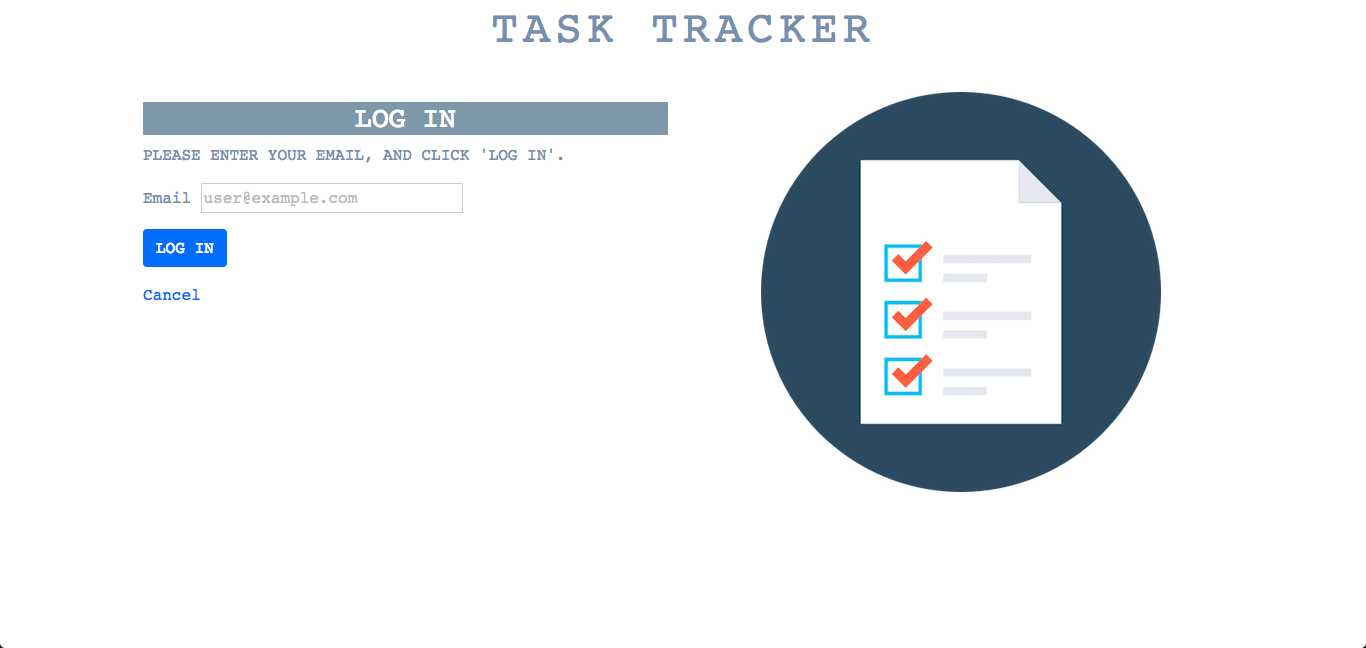 TASK TRACKER
LOG IN
PLEASE ENTER YOUR EMAIL, AND CLICK 'LOG IN'.
Email user@example.com
LOG IN
Cancel